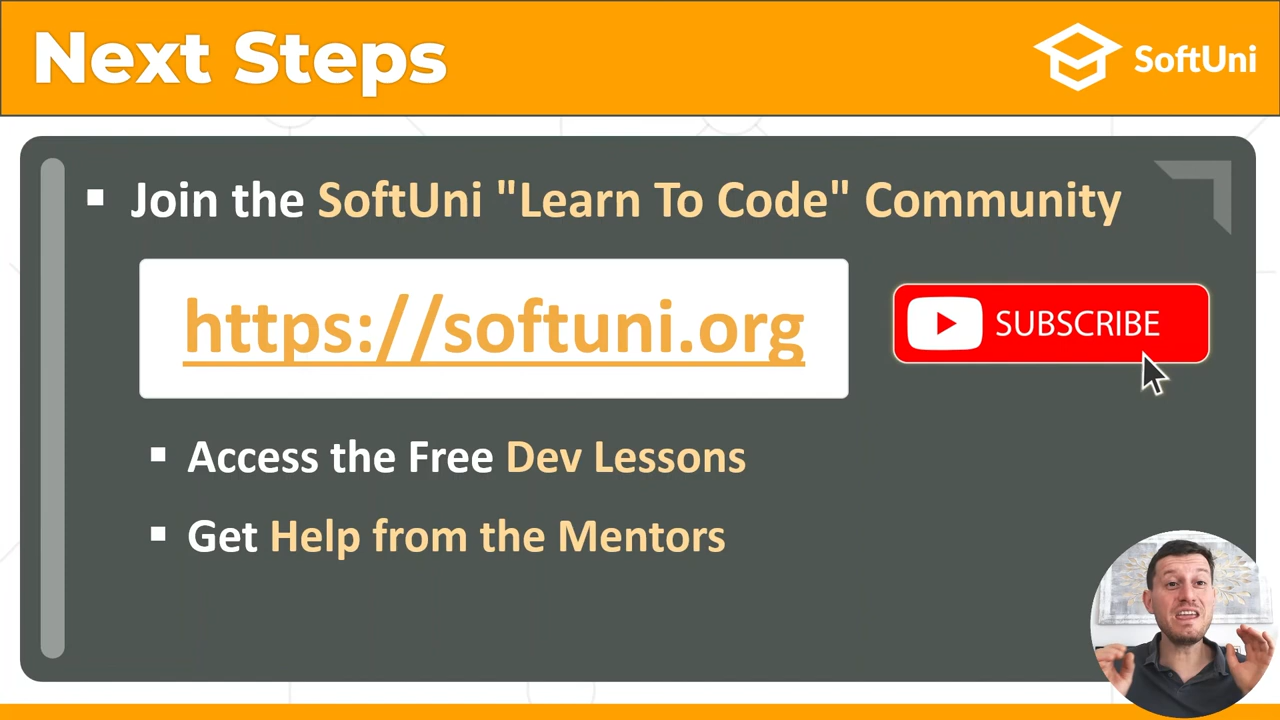 Next Steps
SoftUni
Join the SoftUni "Learn To Code" Community
https://softuni.org
SUBSCRIBE
Access the Free Dev Lessons
Get Help from the Mentors